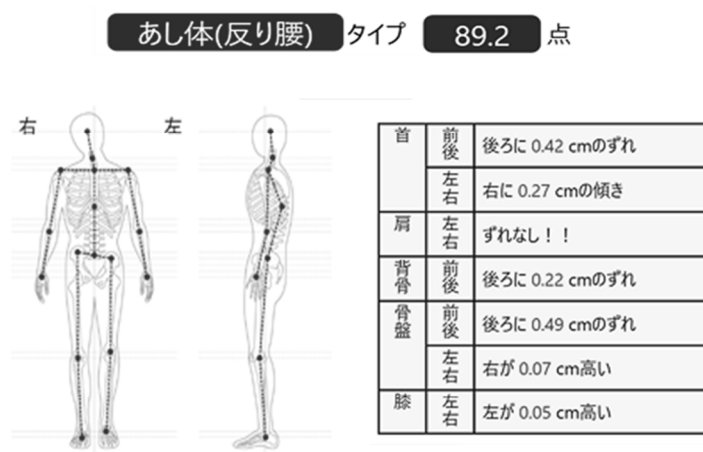 あし体(反り腰) タイプ 89.2 点
右 左
首 前後 後ろに 0.42 cmのずれ
左右 右に 0.27 cmの傾き
肩 左右 ずれなし！！
背骨 前後 後ろに 0.22 cmのずれ
骨盤 前後 後ろに 0.49 cmのずれ
左右 右が 0.07 cm高い
膝 左右 左が 0.05 cm高い